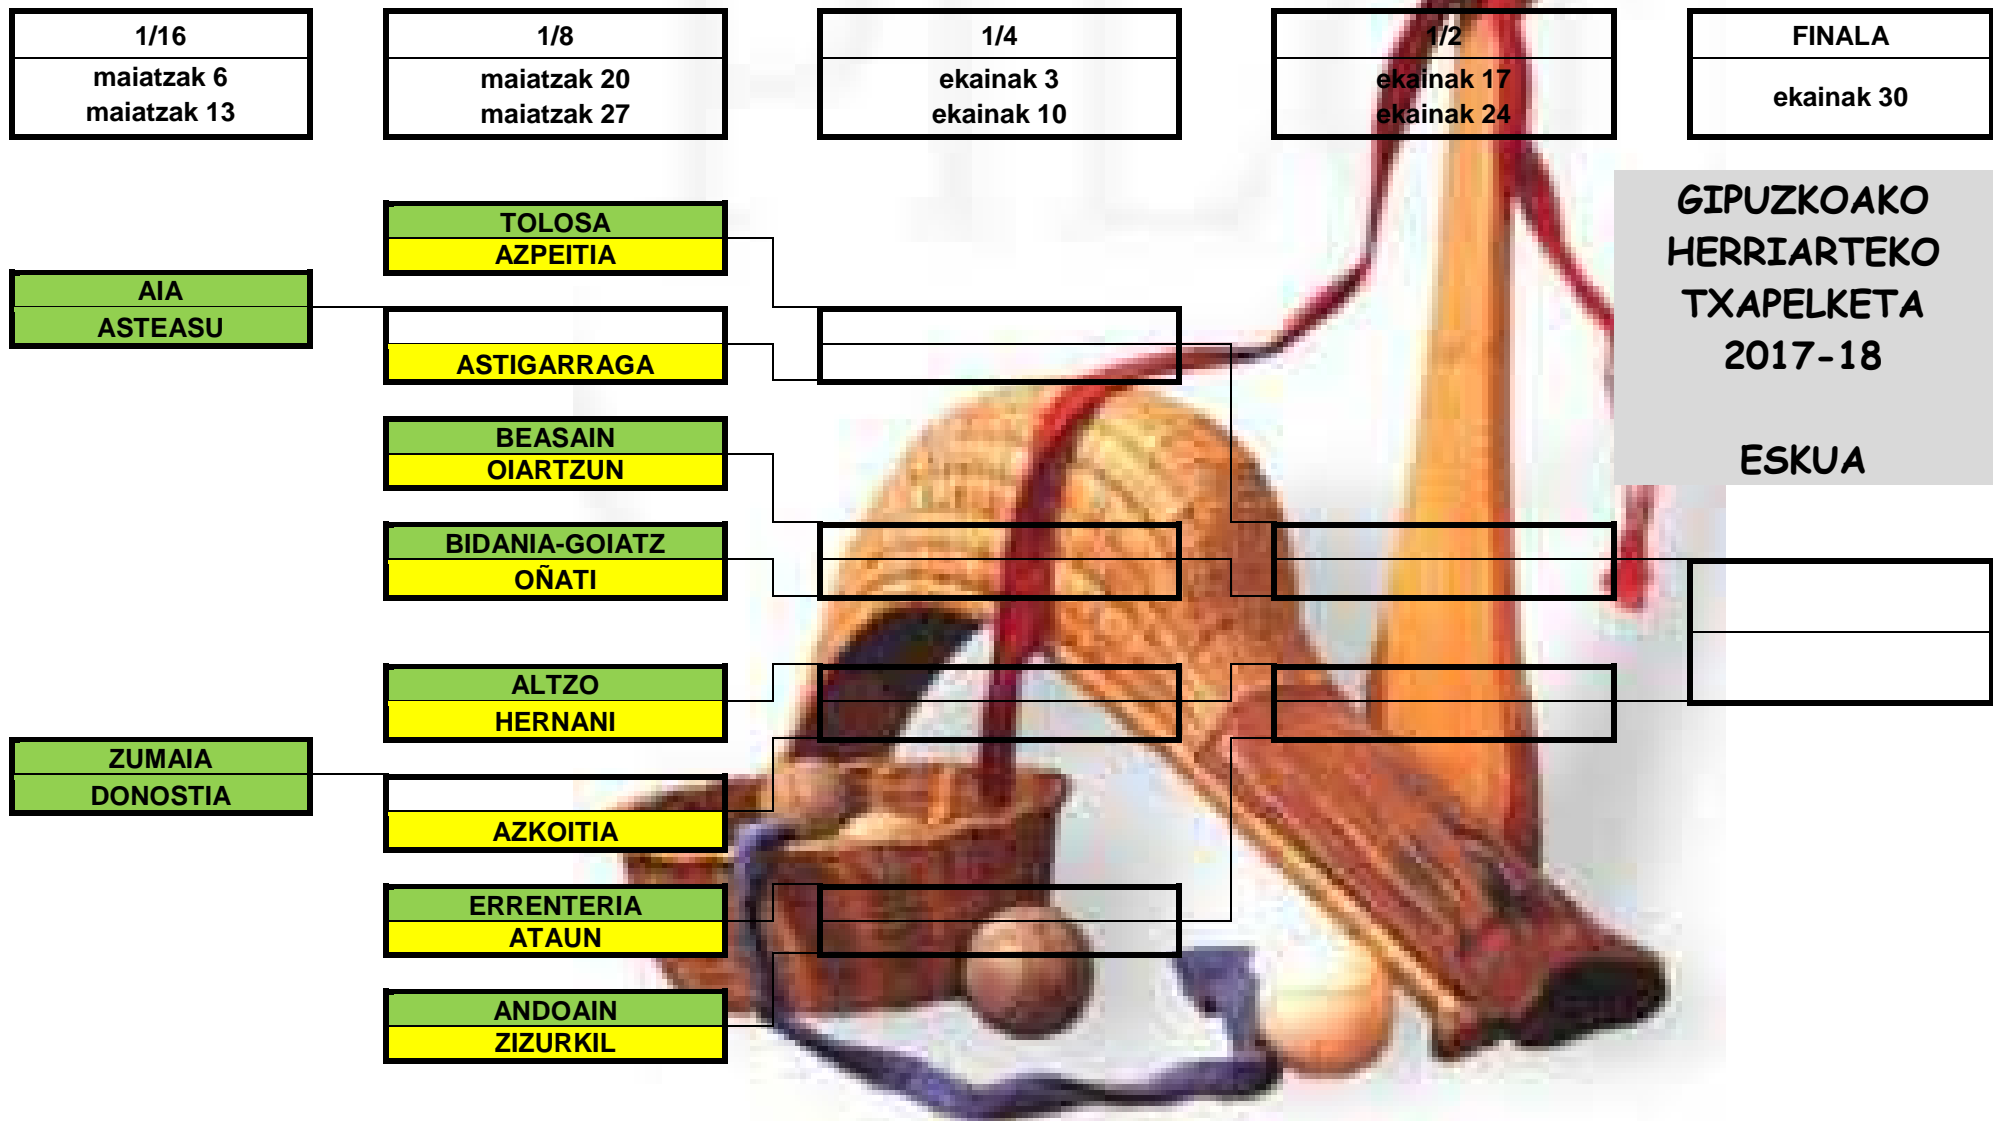 1/16
maiatzak 6
maiatzak 13
1/8
maiatzak 20
maiatzak 27
1/4
ekainak 3
ekainak 10
1/2
ekainak 17
ekainak 24
FINALA
ekainak 30
GIPUZKOAKO
HERRIARTEKO
TXAPELKETA
2017-18
ESKUA
AIA
ASTEASU
ZUMAIA
DONOSTIA
TOLOSA
AZPEITIA
ASTIGARRAGA
BEASAIN
OIARTZUN
BIDANIA-GOIATZ
OÑATI
ALTZO
HERNANI
AZKOITIA
ERRENTERIA
ATAUN
ANDOAIN
ZIZURKIL